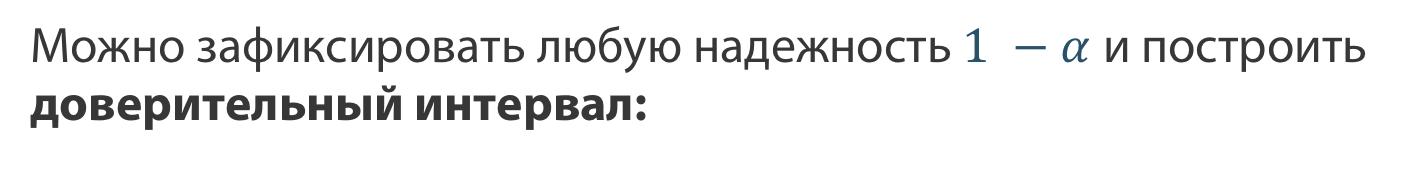 Можно зафиксировать любую надежность 1 − α и построить
доверительный интервал: